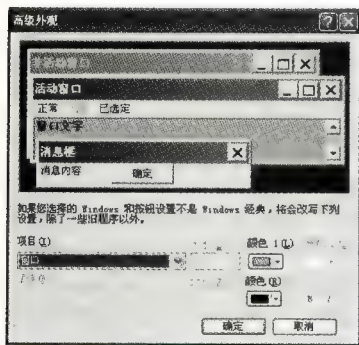 高级外观
非活动窗口
活动窗口
正常 已选定
窗口文字
消息框
消息内容 确定
如果您选择的 Windows 和按钮设置不是 Windows 经典，将会改写下列
设置，除了一些旧程序以外。
项目(I) 颜色 1(L)
窗口
颜色(R)
B I
确定 取消